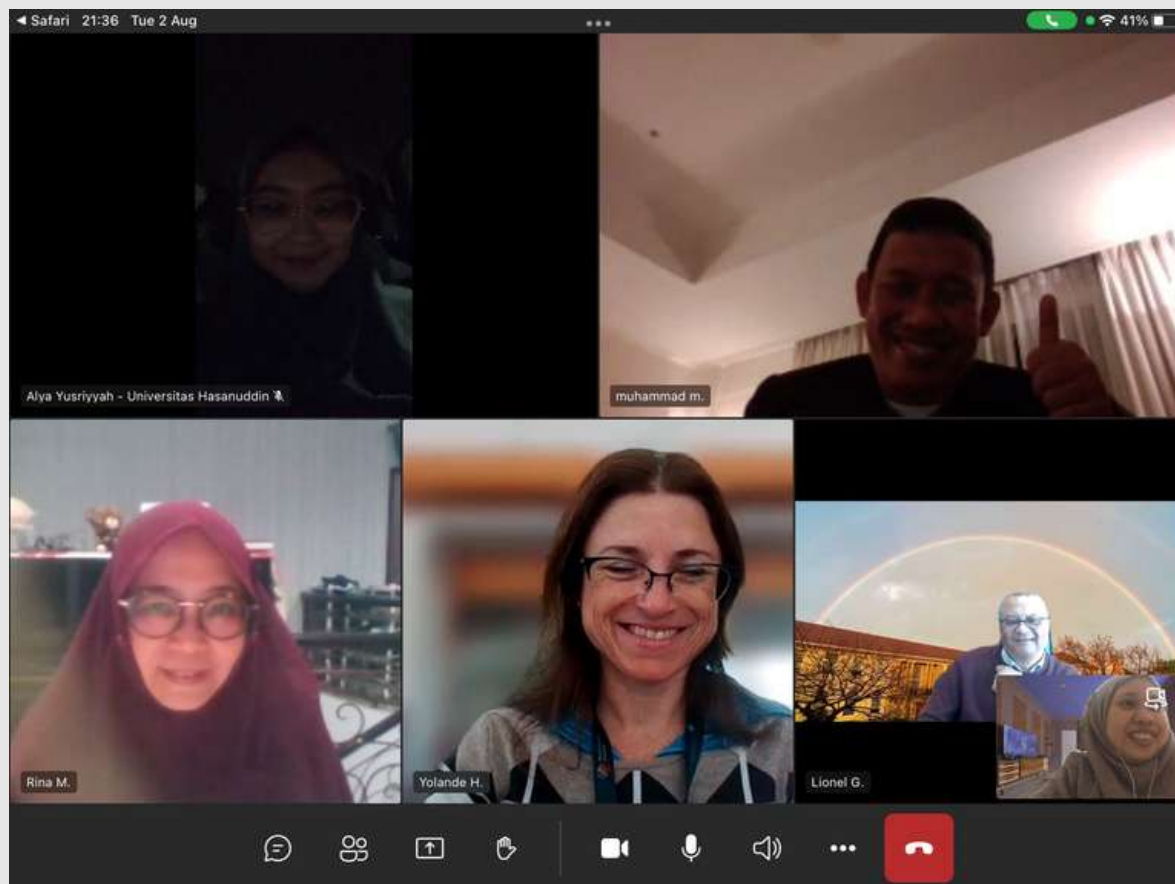 Safari 21:36 Tue 2 Aug
41%
Alya Yusriyyah - Universitas Hasanuddin
muhammad m.
Rina M.
Yolande H.
Lionel G.